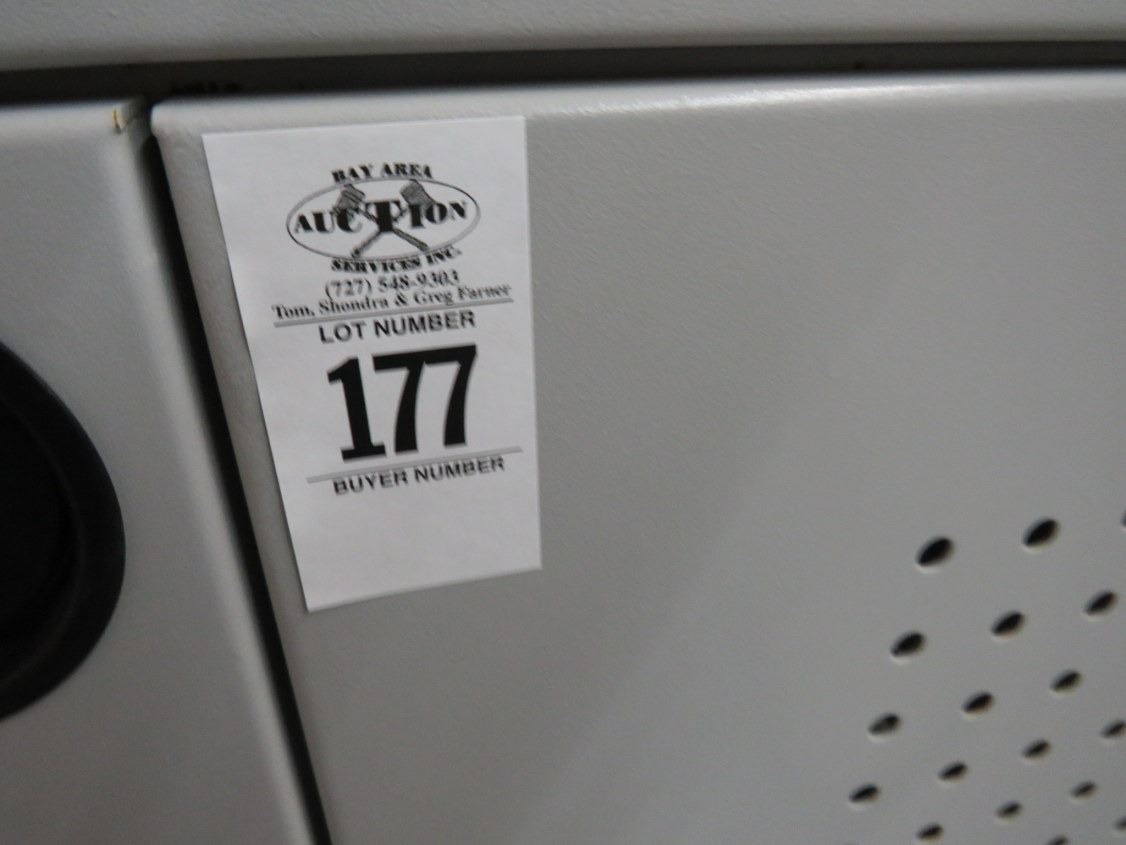 BAY AREA
AUCTION
SERVICES INC.
(727) 548-9303
Tom, Shondra & Greg Farner
LOT NUMBER
177
BUYER NUMBER